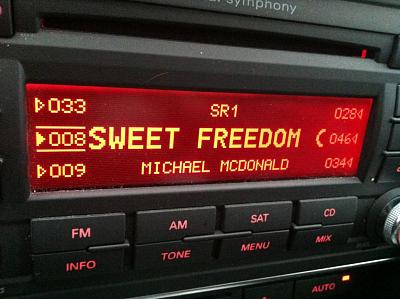 symphony
▷033 SR1 028◁
▶008 SWEET FREEDOM 046◁
▷009 MICHAEL MCDONALD 034◁
FM AM SAT CD
INFO TONE MENU MIX
AUTO